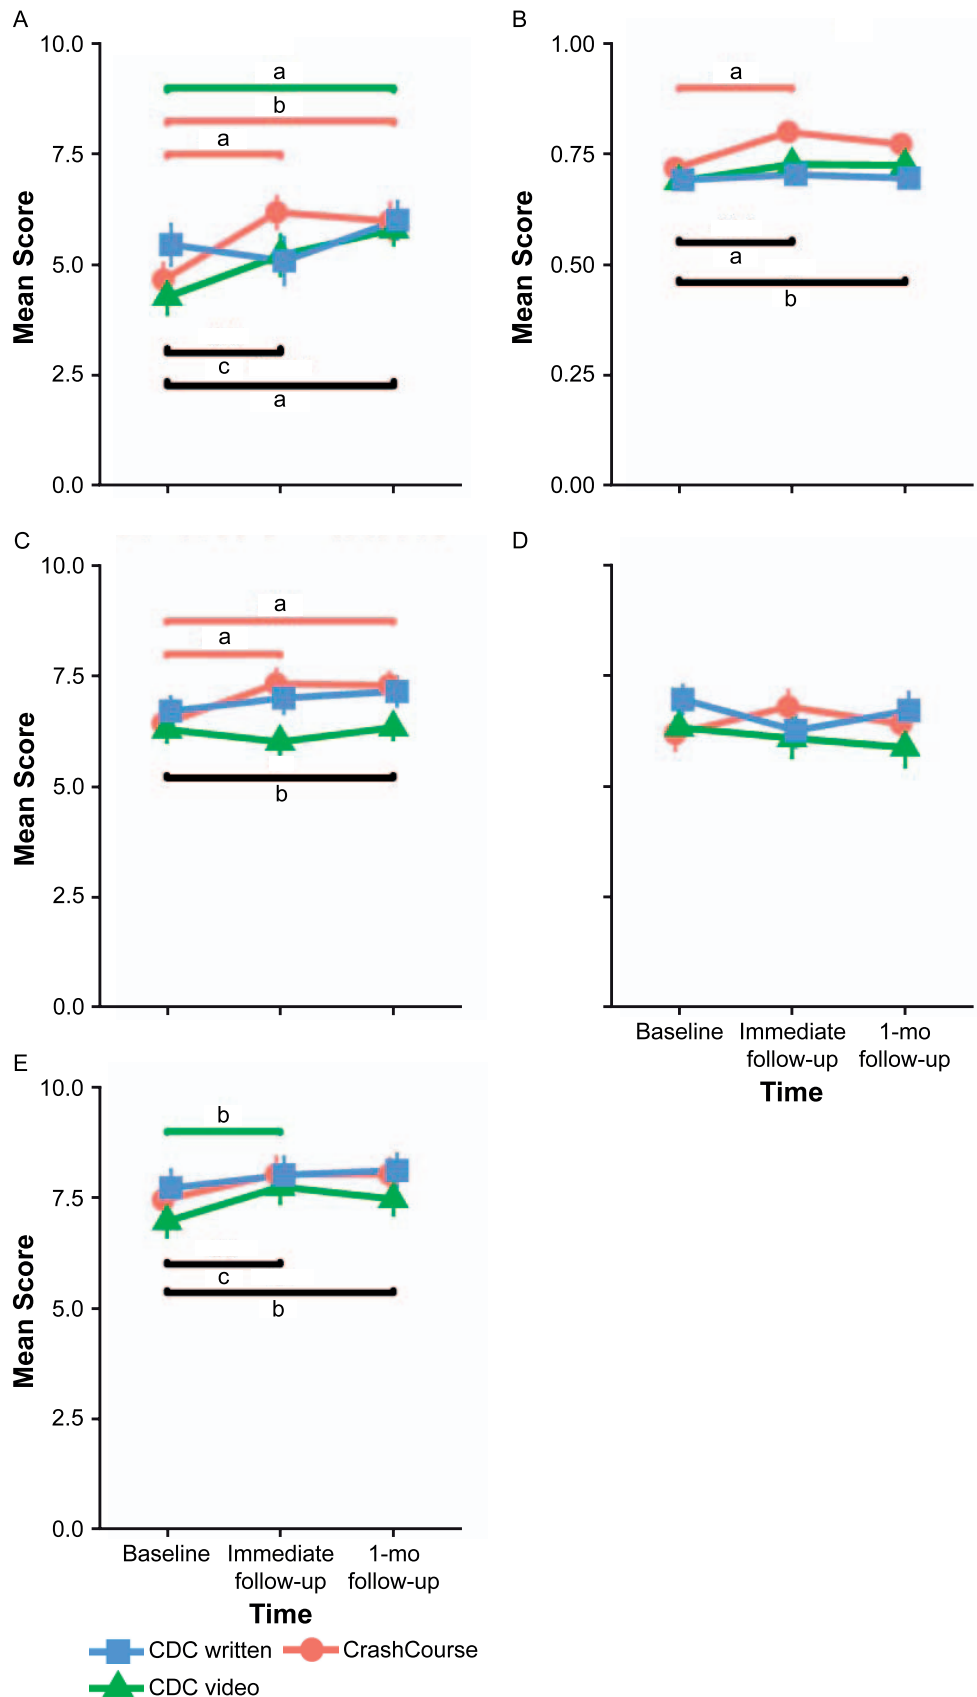 A
10.0
7.5
5.0
2.5
0.0
Mean Score
a
b
a
c
a
B
1.00
0.75
0.50
0.25
0.00
Mean Score
a
a
b
C
10.0
7.5
5.0
2.5
0.0
Mean Score
a
a
b
D
Baseline
Immediate
follow-up
1-mo
follow-up
Time
E
10.0
7.5
5.0
2.5
0.0
Mean Score
b
c
b
Baseline
Immediate
follow-up
1-mo
follow-up
Time
CDC written
CrashCourse
CDC video